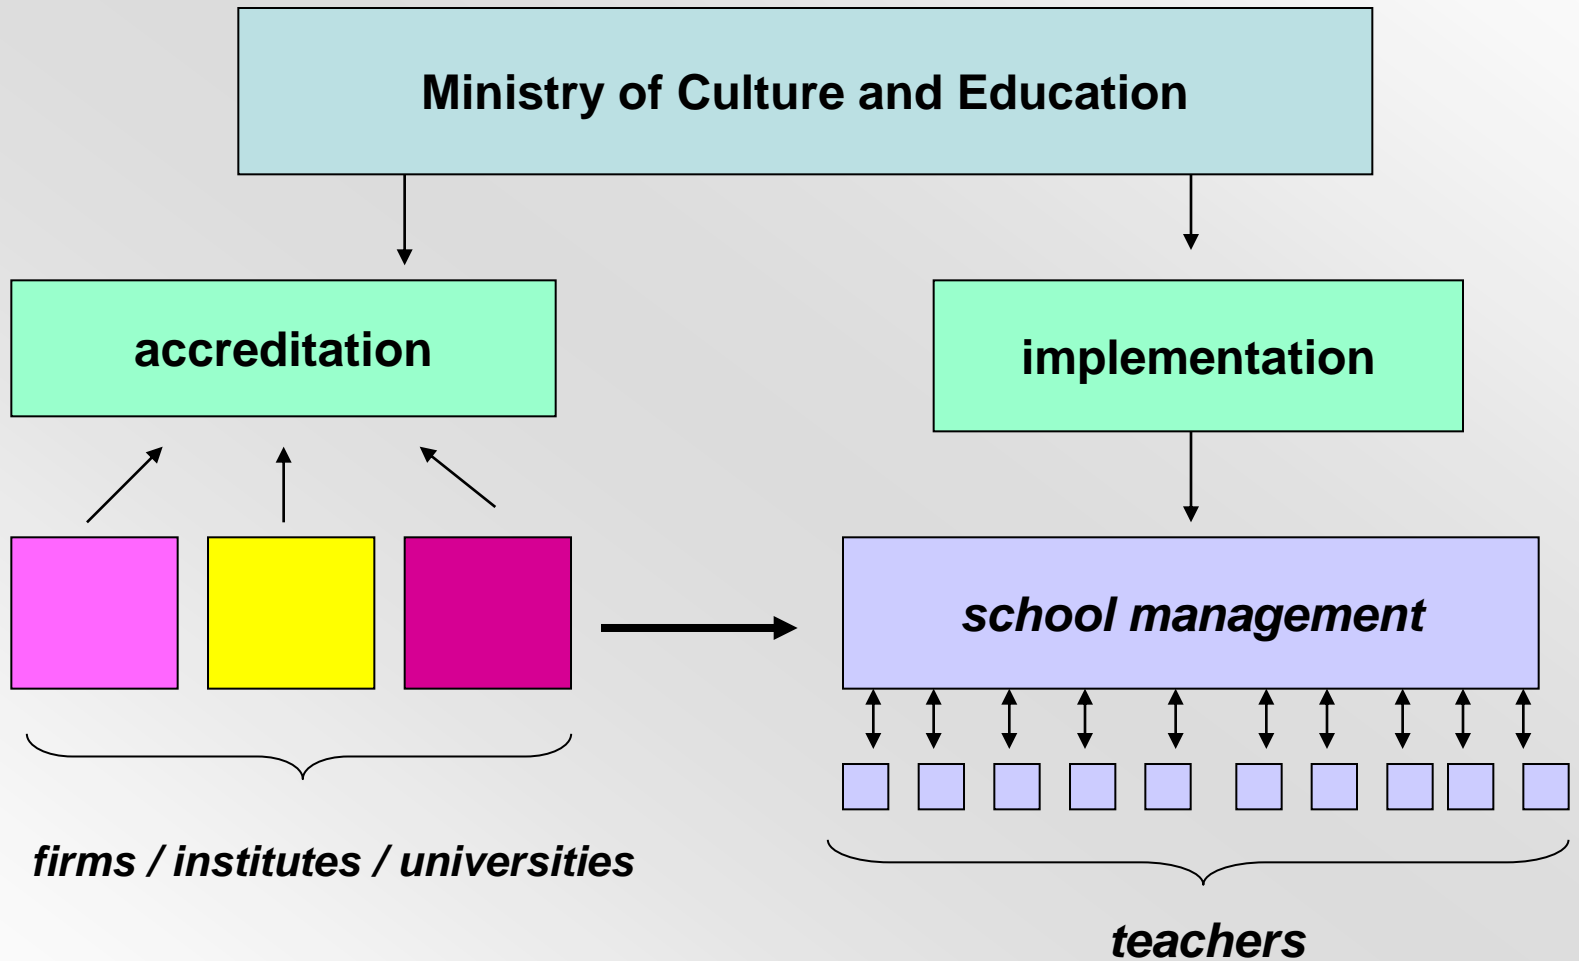 Ministry of Culture and Education
accreditation
implementation
school management
firms / institutes / universities
teachers